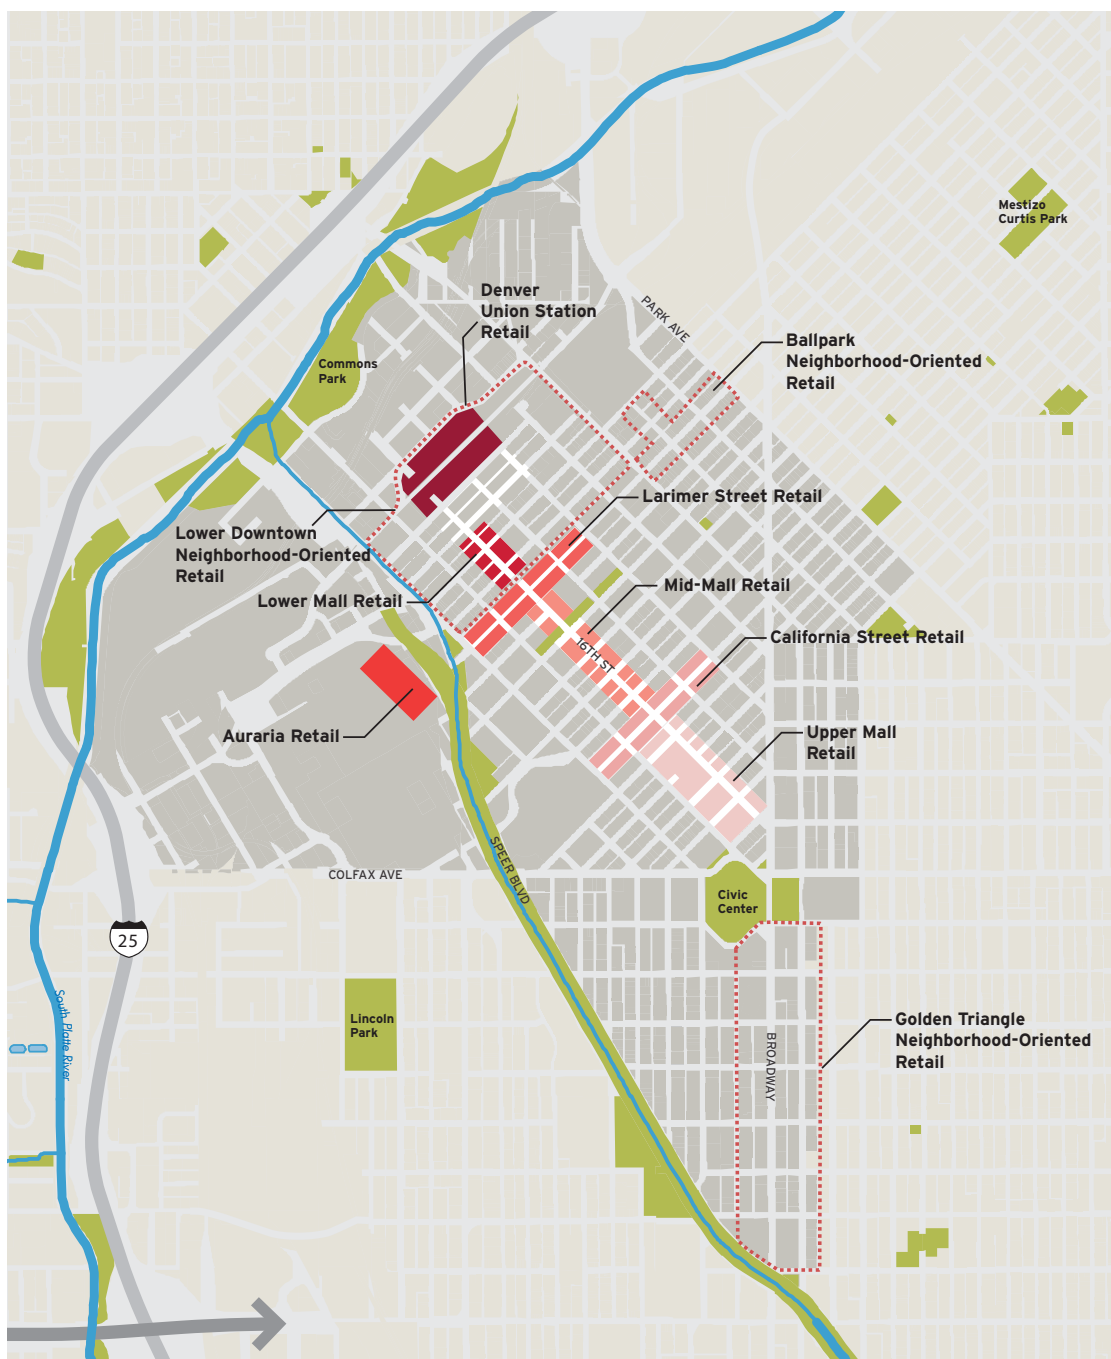 Mestizo
Curtis Park
Denver
Union Station
Retail
PARK AVE
Ballpark
Neighborhood-Oriented
Retail
Commons
Park
Larimer Street Retail
Lower Downtown
Neighborhood-Oriented
Retail
Mid-Mall Retail
Lower Mall Retail
California Street Retail
16TH ST
Auraria Retail
Upper Mall
Retail
SPEER BLVD
COLFAX AVE
Civic
Center
25
South Platte River
Lincoln
Park
Golden Triangle
Neighborhood-Oriented
Retail
BROADWAY